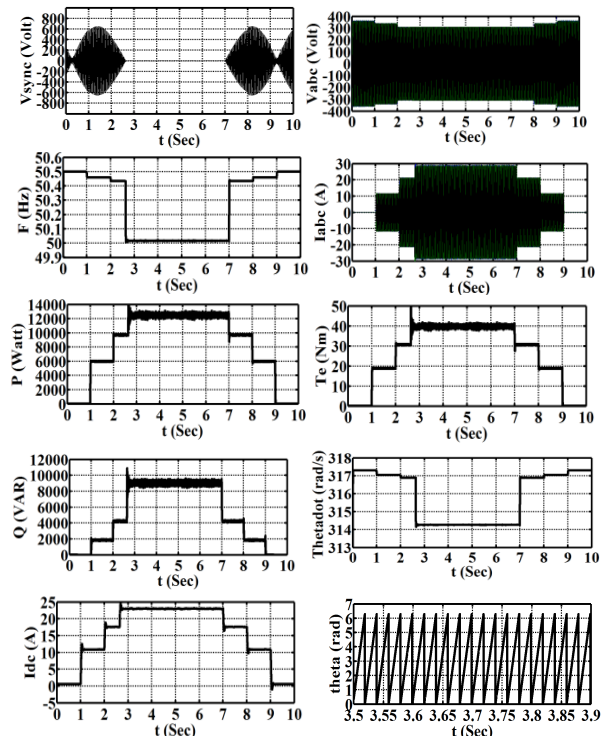 Vsync (Volt)
800
600
400
200
0
-200
-400
-600
-800
0 1 2 3 4 5 6 7 8 9 10
t (Sec)
Vabc (Volt)
400
300
200
100
0
-100
-200
-300
-400
0 1 2 3 4 5 6 7 8 9 10
t (Sec)
F (Hz)
50.6
50.5
50.4
50.3
50.2
50.1
50
49.9
0 1 2 3 4 5 6 7 8 9 10
t (Sec)
Iabc (A)
30
20
10
0
-10
-20
-30
0 1 2 3 4 5 6 7 8 9 10
t (Sec)
P (Watt)
14000
12000
10000
8000
6000
4000
2000
0
0 1 2 3 4 5 6 7 8 9 10
t (Sec)
Te (Nm)
50
40
30
20
10
0
0 1 2 3 4 5 6 7 8 9 10
t (Sec)
Q (VAR)
12000
10000
8000
6000
4000
2000
0
0 1 2 3 4 5 6 7 8 9 10
t (Sec)
Thetadot (rad/s)
318
317
316
315
314
313
0 1 2 3 4 5 6 7 8 9 10
t (Sec)
Idc (A)
25
20
15
10
5
0
-5
0 1 2 3 4 5 6 7 8 9 10
t (Sec)
theta (rad)
7
6
5
4
3
2
1
0
3.5 3.55 3.6 3.65 3.7 3.75 3.8 3.85 3.9
t (Sec)